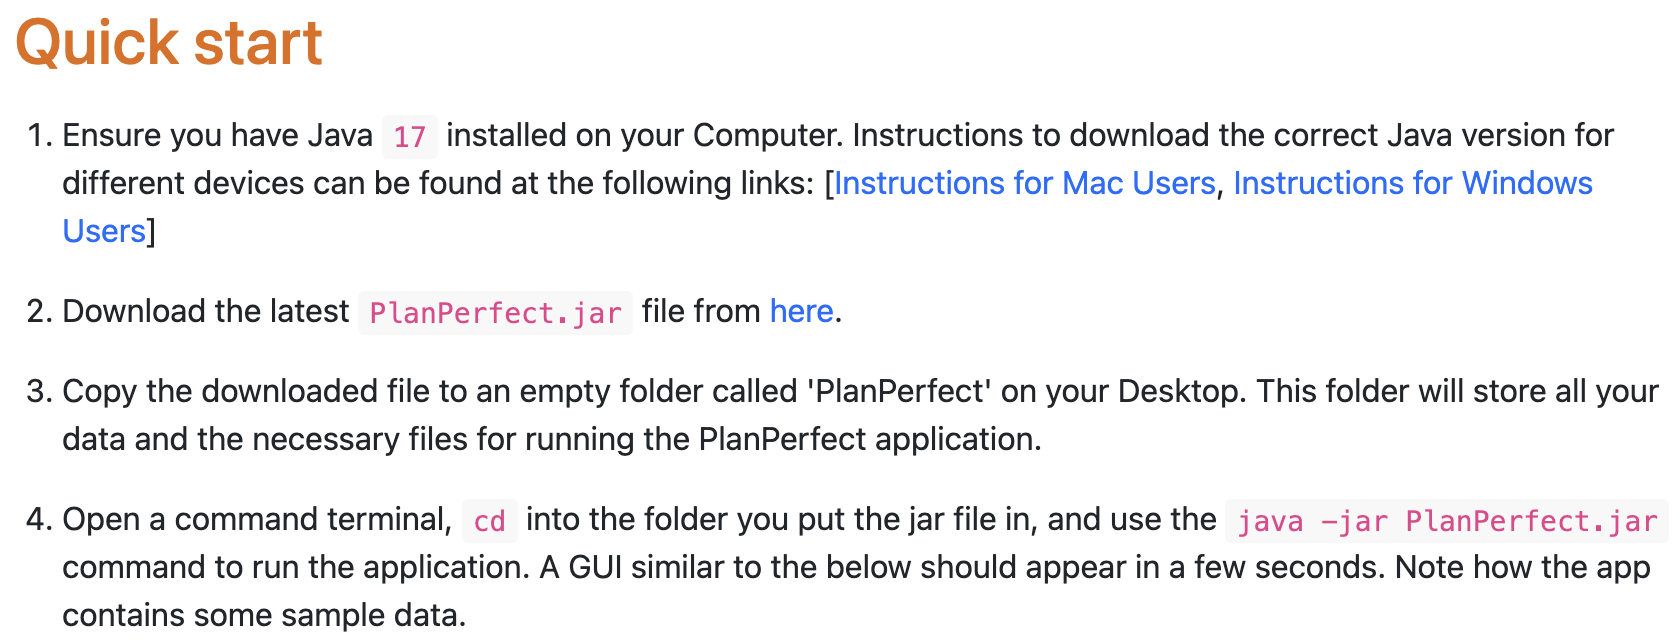 Quick start
1. Ensure you have Java 17 installed on your Computer. Instructions to download the correct Java version for
different devices can be found at the following links: [Instructions for Mac Users, Instructions for Windows
Users]
2. Download the latest PlanPerfect.jar file from here.
3. Copy the downloaded file to an empty folder called 'PlanPerfect' on your Desktop. This folder will store all your
data and the necessary files for running the PlanPerfect application.
4. Open a command terminal, cd into the folder you put the jar file in, and use the java -jar PlanPerfect.jar
command to run the application. A GUI similar to the below should appear in a few seconds. Note how the app
contains some sample data.